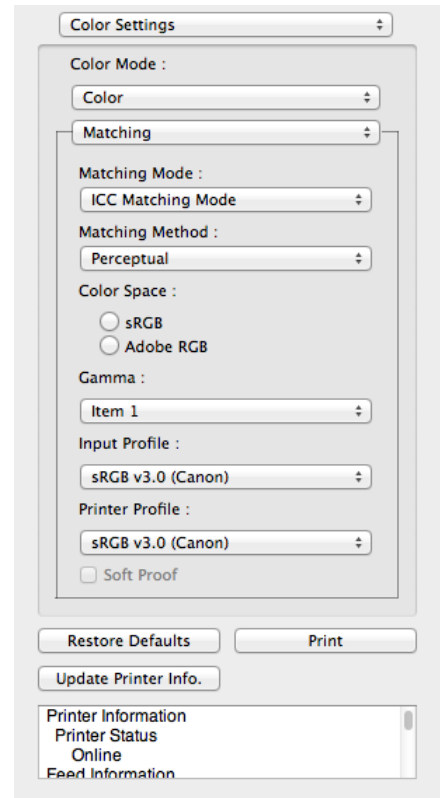 Color Settings
Color Mode :
Color
Matching
Matching Mode :
ICC Matching Mode
Matching Method :
Perceptual
Color Space :
sRGB
Adobe RGB
Gamma :
Item 1
Input Profile :
sRGB v3.0 (Canon)
Printer Profile :
sRGB v3.0 (Canon)
Soft Proof
Restore Defaults Print
Update Printer Info.
Printer Information
Printer Status
Online
Feed Information